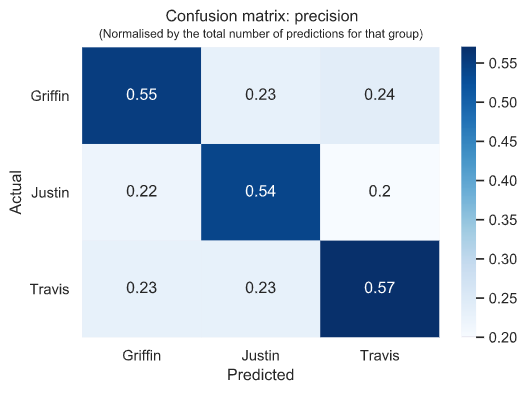 Confusion matrix: precision
(Normalised by the total number of predictions for that group)
Griffin 0.55 0.23 0.24
Justin 0.22 0.54 0.2
Travis 0.23 0.23 0.57
Griffin Justin Travis
Predicted
Actual
0.55
0.50
0.45
0.40
0.35
0.30
0.25
0.20